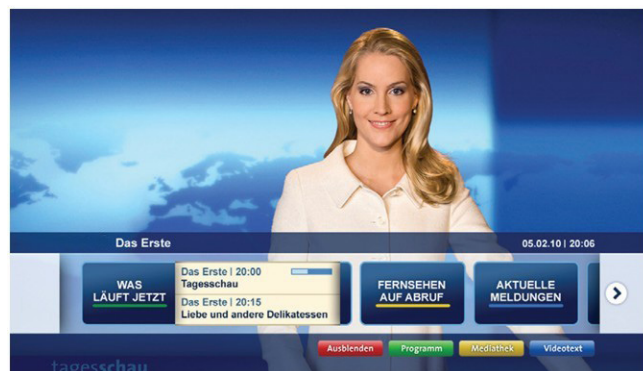 Das Erste
05.02.10 | 20:06
WAS
LÄUFT JETZT
Das Erste | 20:00
Tagesschau
Das Erste | 20:15
Liebe und andere Delikatessen
FERNSEHEN
AUF ABRUF
AKTUELLE
MELDUNGEN
Ausblenden
Programm
Mediathek
Videotext
tagesschau